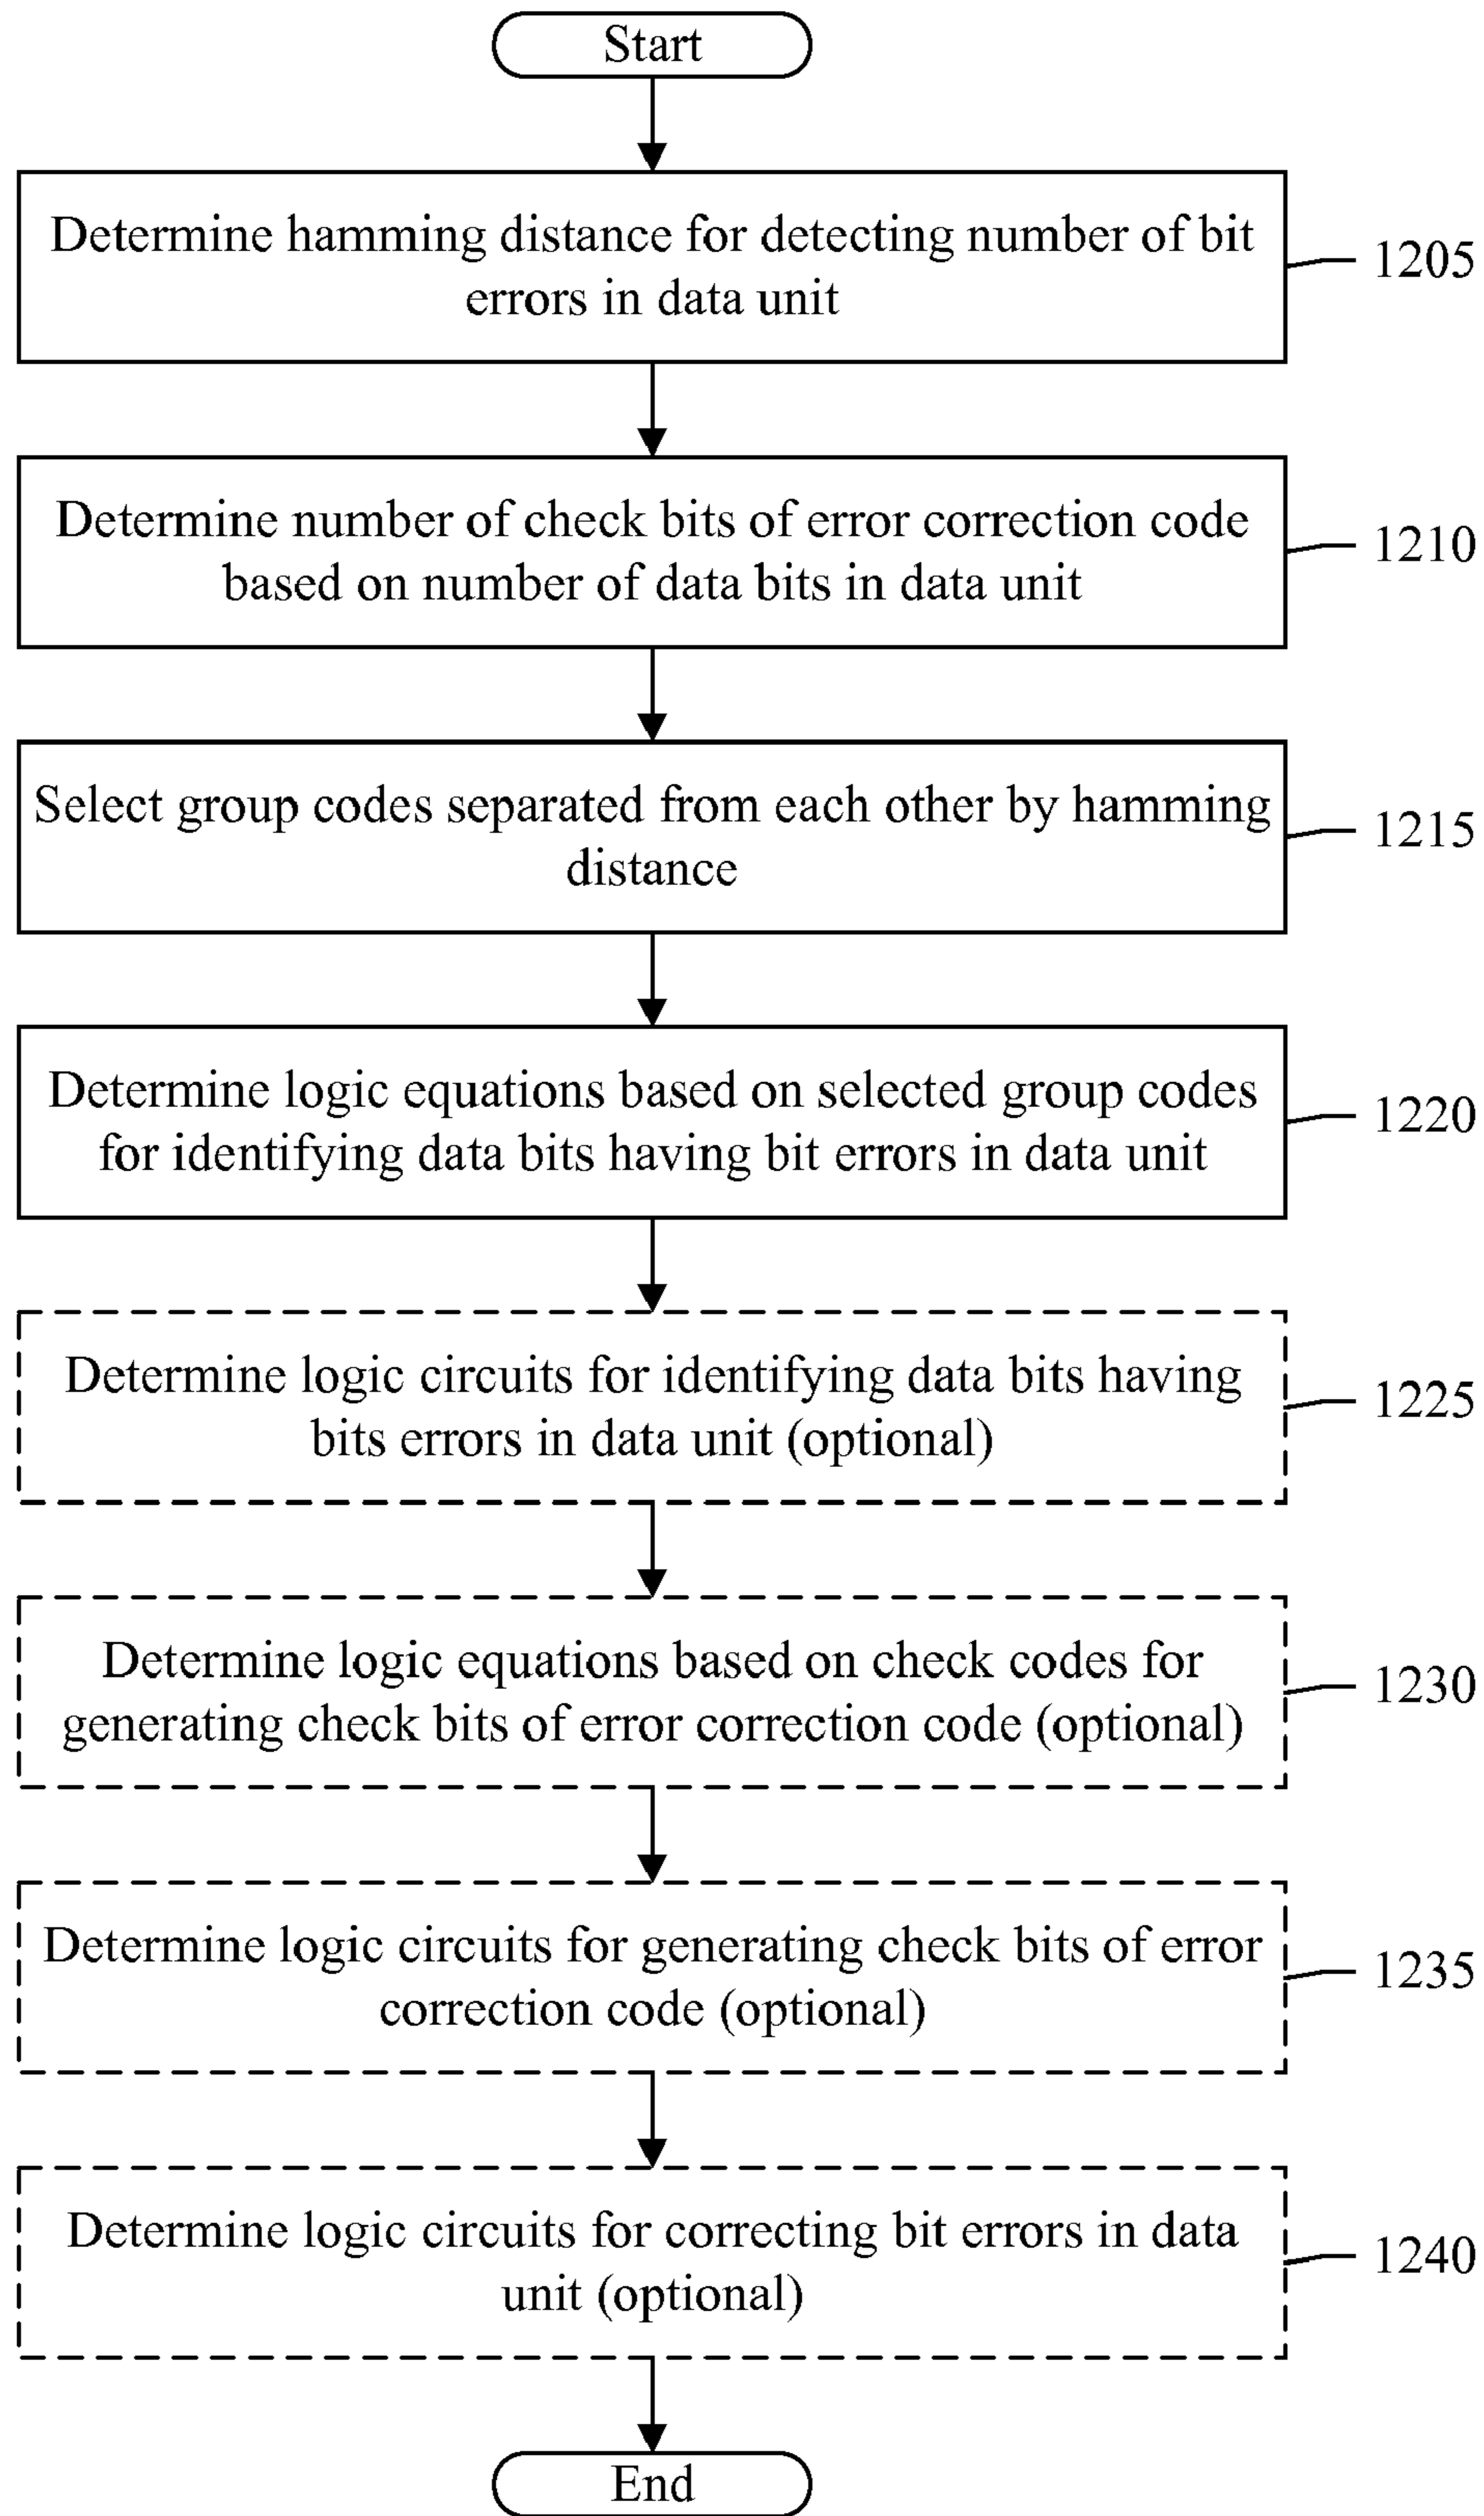 Start
Determine hamming distance for detecting number of bit
errors in data unit
1205
Determine number of check bits of error correction code
based on number of data bits in data unit
1210
Select group codes separated from each other by hamming
distance
1215
Determine logic equations based on selected group codes
for identifying data bits having bit errors in data unit
1220
Determine logic circuits for identifying data bits having
bits errors in data unit (optional)
1225
Determine logic equations based on check codes for
generating check bits of error correction code (optional)
1230
Determine logic circuits for generating check bits of error
correction code (optional)
1235
Determine logic circuits for correcting bit errors in data
unit (optional)
1240
End